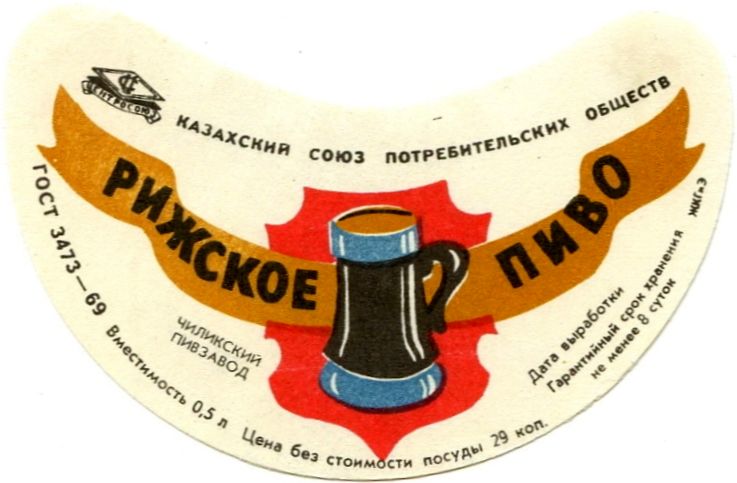 ЦЕНТРОСОЮЗ
КАЗАХСКИЙ СОЮЗ ПОТРЕБИТЕЛЬСКИХ ОБЩЕСТВ
РИЖСКОЕ ПИВО
ЧИЛИКСКИЙ
ПИВЗАВОД
Дата выработки
Гарантийный срок хранения
не менее 8 суток
ГОСТ 3473—69 Вместимость 0,5 л Цена без стоимости посуды 29 коп.